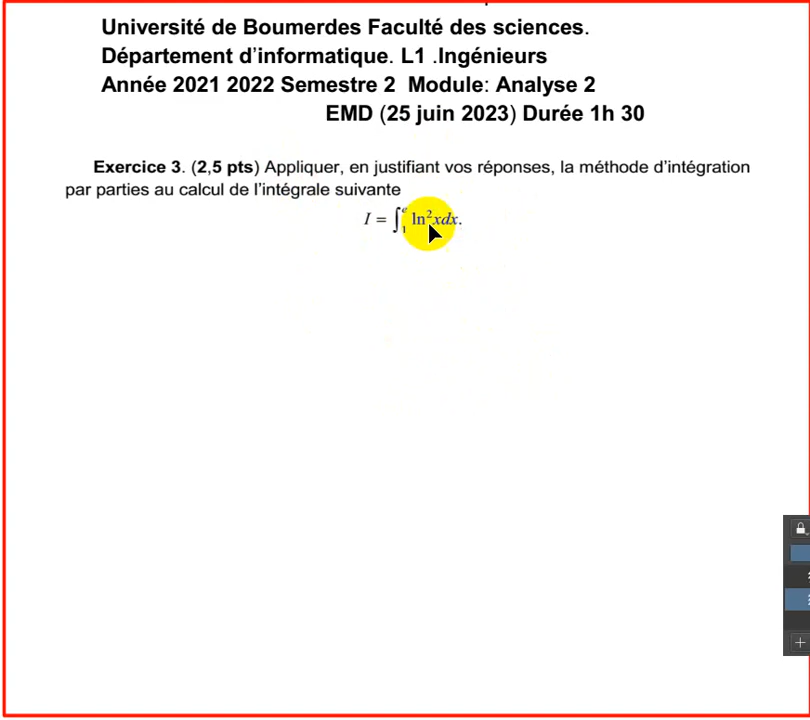 Université de Boumerdes Faculté des sciences.
Département d'informatique. L1 .Ingénieurs
Année 2021 2022 Semestre 2 Module: Analyse 2
EMD (25 juin 2023) Durée 1h 30
Exercice 3. (2,5 pts) Appliquer, en justifiant vos réponses, la méthode d'intégration
par parties au calcul de l'intégrale suivante
I = ∫₁ᵉ ln²xdx.